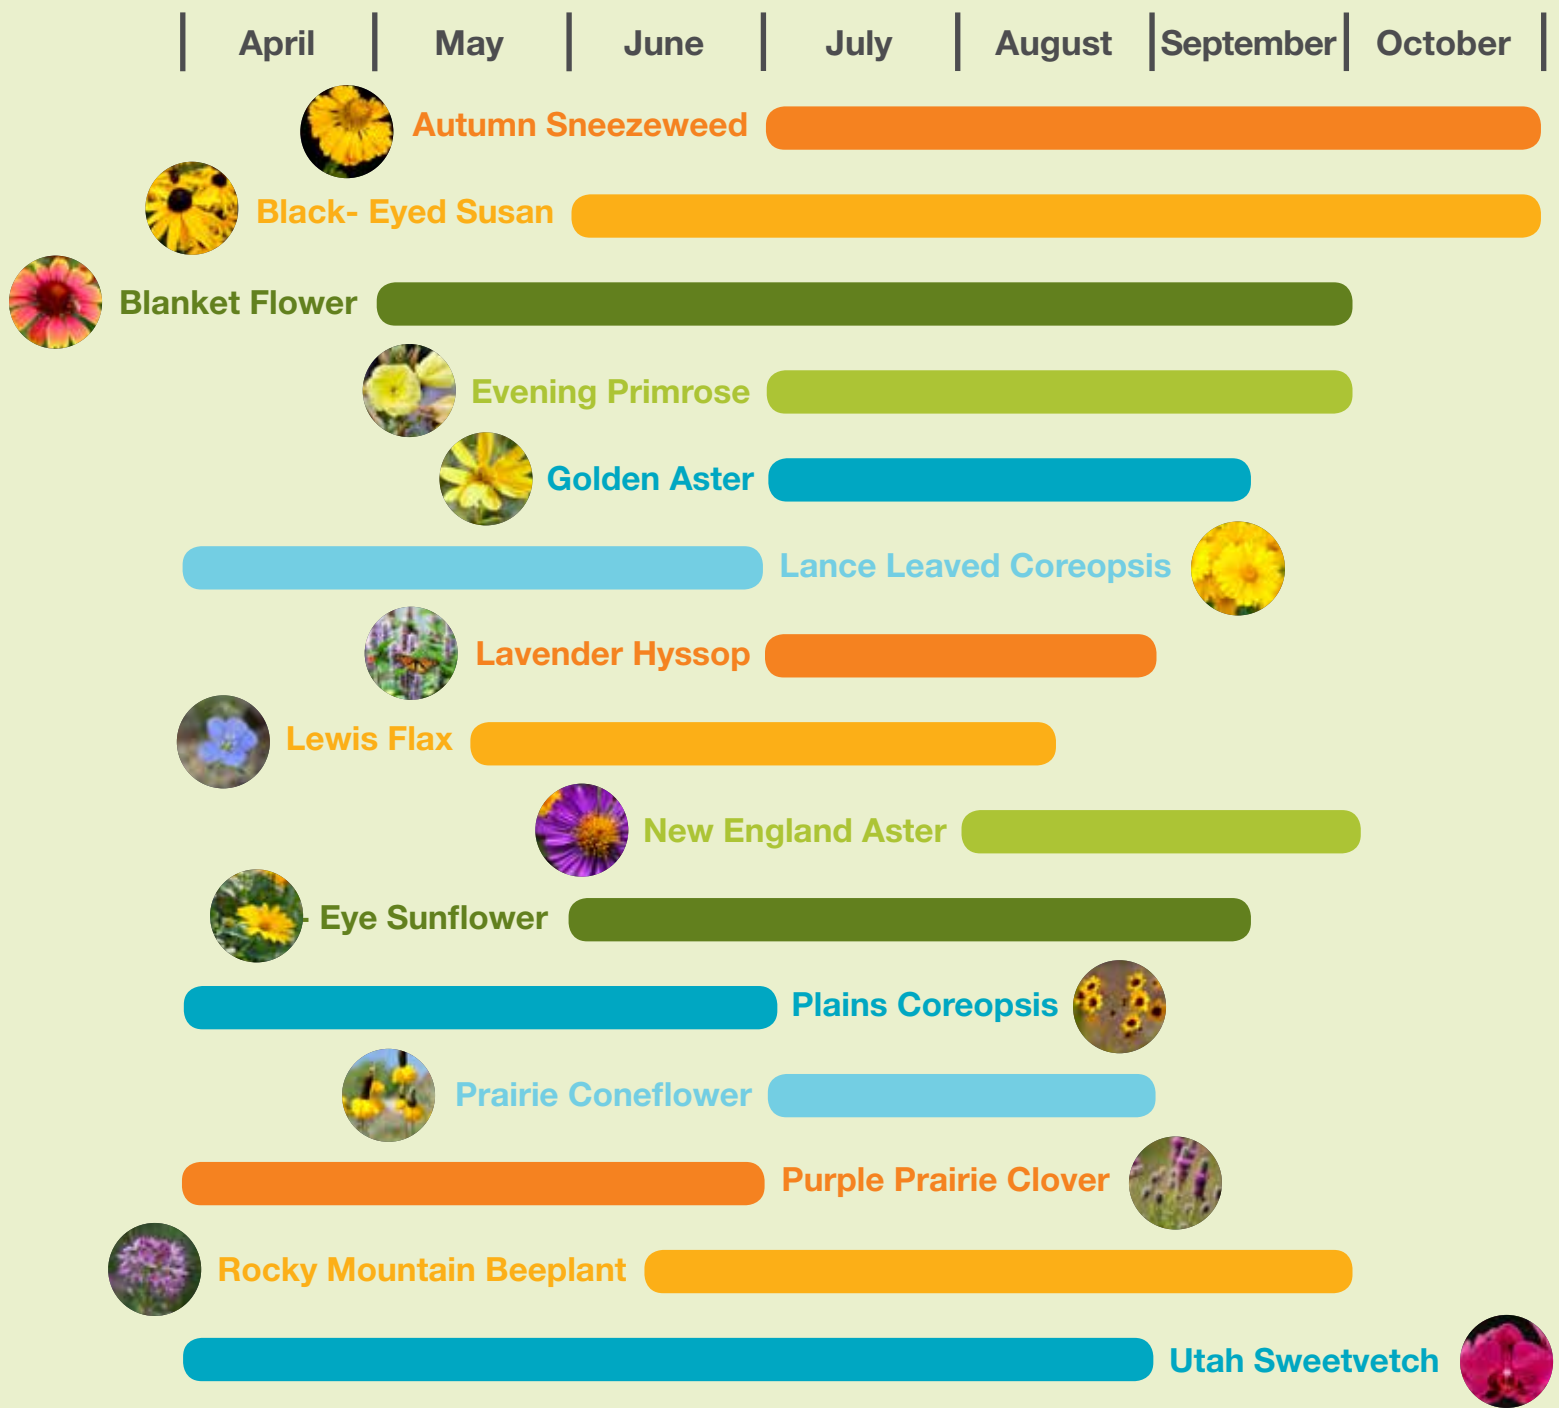 April May June July August September October
Autumn Sneezeweed
Black- Eyed Susan
Blanket Flower
Evening Primrose
Golden Aster
Lance Leaved Coreopsis
Lavender Hyssop
Lewis Flax
New England Aster
- Eye Sunflower
Plains Coreopsis
Prairie Coneflower
Purple Prairie Clover
Rocky Mountain Beeplant
Utah Sweetvetch